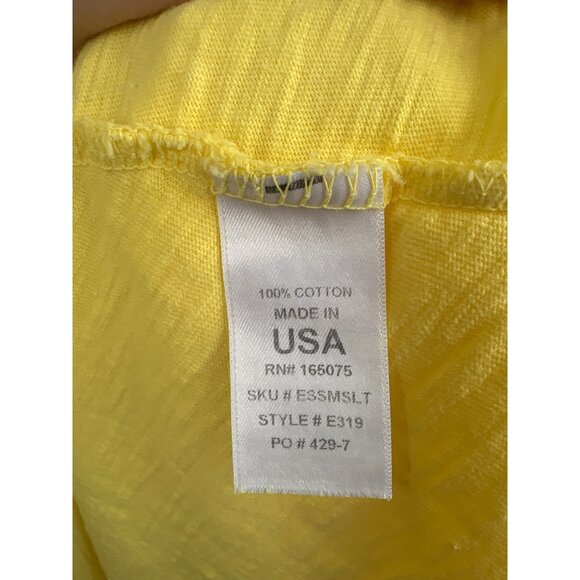 100% COTTON
MADE IN
USA
RN# 165075
SKU # ESSMSLT
STYLE # E319
PO # 429-7